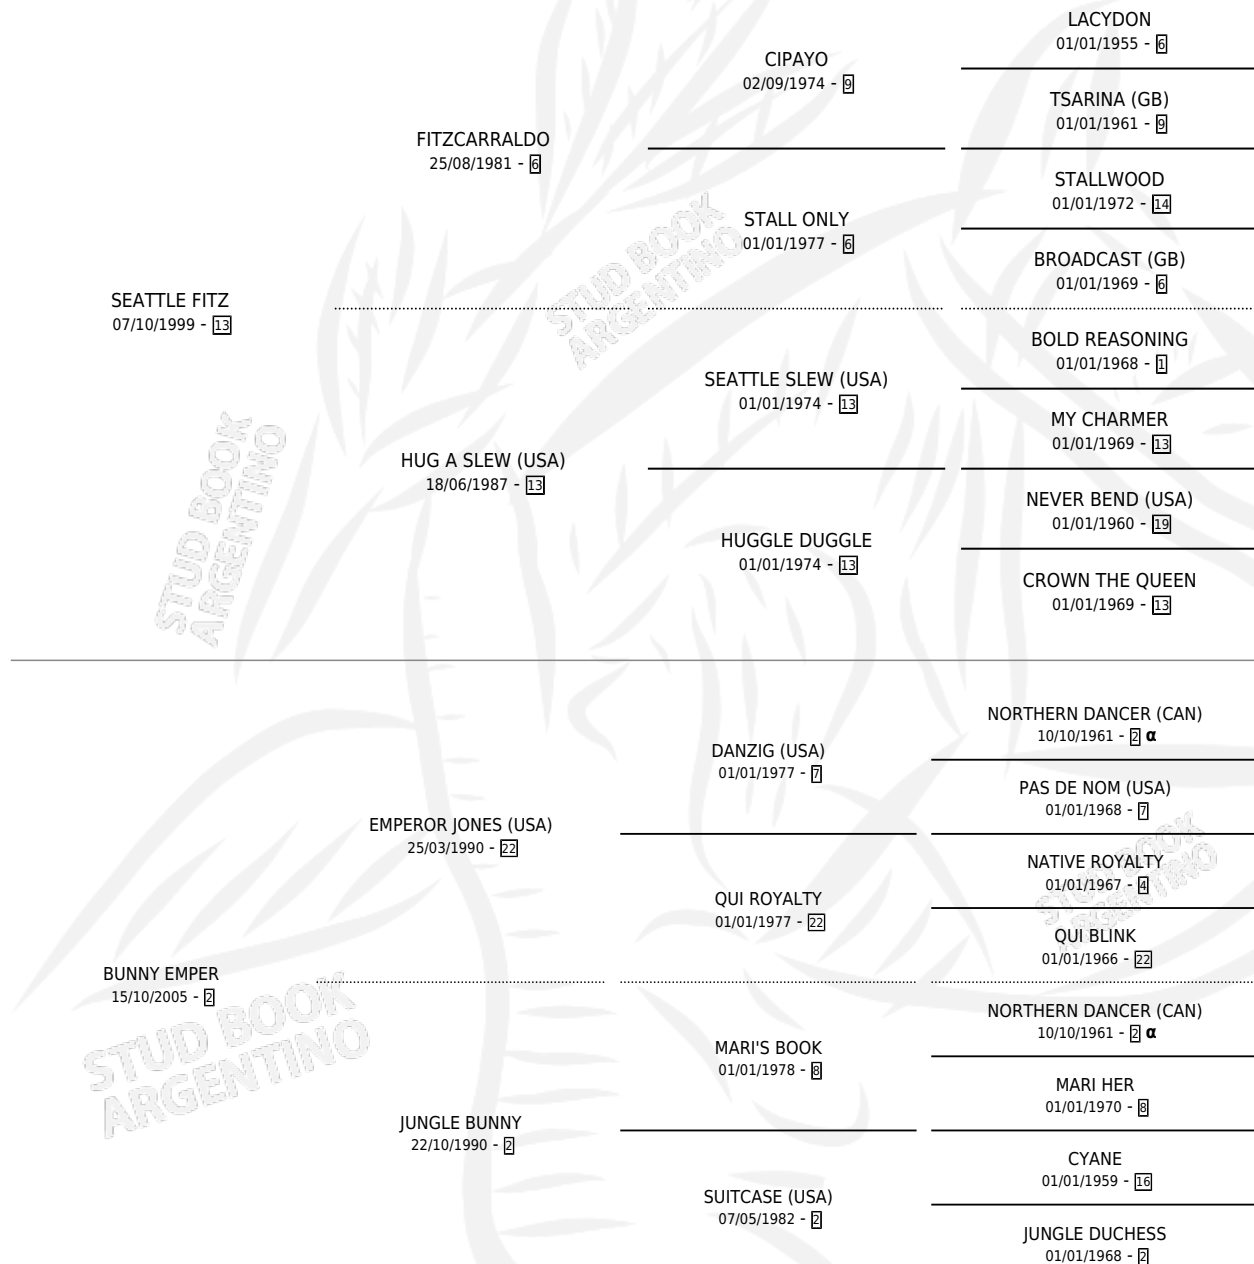 LACYDON
01/01/1955 - 6
CIPAYO
02/09/1974 - 9
TSARINA (GB)
01/01/1961 - 9
FITZCARRALDO
25/08/1981 - 6
STALLWOOD
01/01/1972 - 14
STALL ONLY
01/01/1977 - 6
BROADCAST (GB)
01/01/1969 - 6
STUD BOOK
ARGENTINO
SEATTLE FITZ
07/10/1999 - 13
BOLD REASONING
01/01/1968 - 1
SEATTLE SLEW (USA)
01/01/1974 - 13
MY CHARMER
01/01/1969 - 13
HUG A SLEW (USA)
18/06/1987 - 13
NEVER BEND (USA)
01/01/1960 - 19
HUGGLE DUGGLE
01/01/1974 - 13
CROWN THE QUEEN
01/01/1969 - 13
STUD BOOK
ARGENTINO
NORTHERN DANCER (CAN)
10/10/1961 - 2 α
DANZIG (USA)
01/01/1977 - 7
PAS DE NOM (USA)
01/01/1968 - 7
EMPEROR JONES (USA)
25/03/1990 - 22
NATIVE ROYALTY
01/01/1967 - 4
QUI ROYALTY
01/01/1977 - 22
STUD BOOK
ARGENTINO
QUI BLINK
01/01/1966 - 22
BUNNY EMPER
15/10/2005 - 2
NORTHERN DANCER (CAN)
10/10/1961 - 2 α
MARI'S BOOK
01/01/1978 - 8
MARI HER
01/01/1970 - 8
STUD BOOK
ARGENTINO
JUNGLE BUNNY
22/10/1990 - 2
CYANE
01/01/1959 - 16
SUITCASE (USA)
07/05/1982 - 2
JUNGLE DUCHESS
01/01/1968 - 2